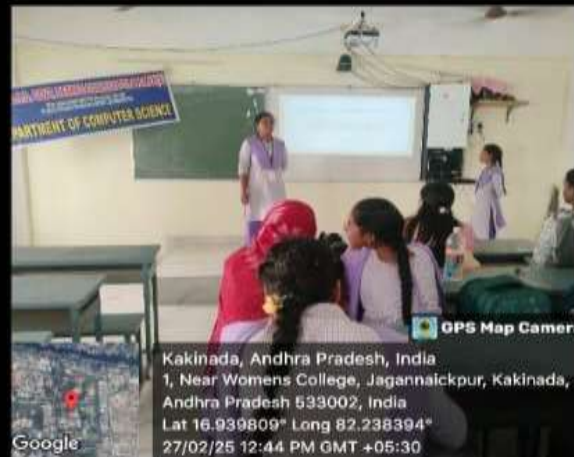 PARTMENT OF COMPUTER SCIENCE
GPS Map Camer
Kakinada, Andhra Pradesh, India
1, Near Womens College, Jagannaickpur, Kakinada,
Andhra Pradesh 533002, India
Lat 16.939809° Long 82.238394°
27/02/25 12:44 PM GMT +05:30
Google